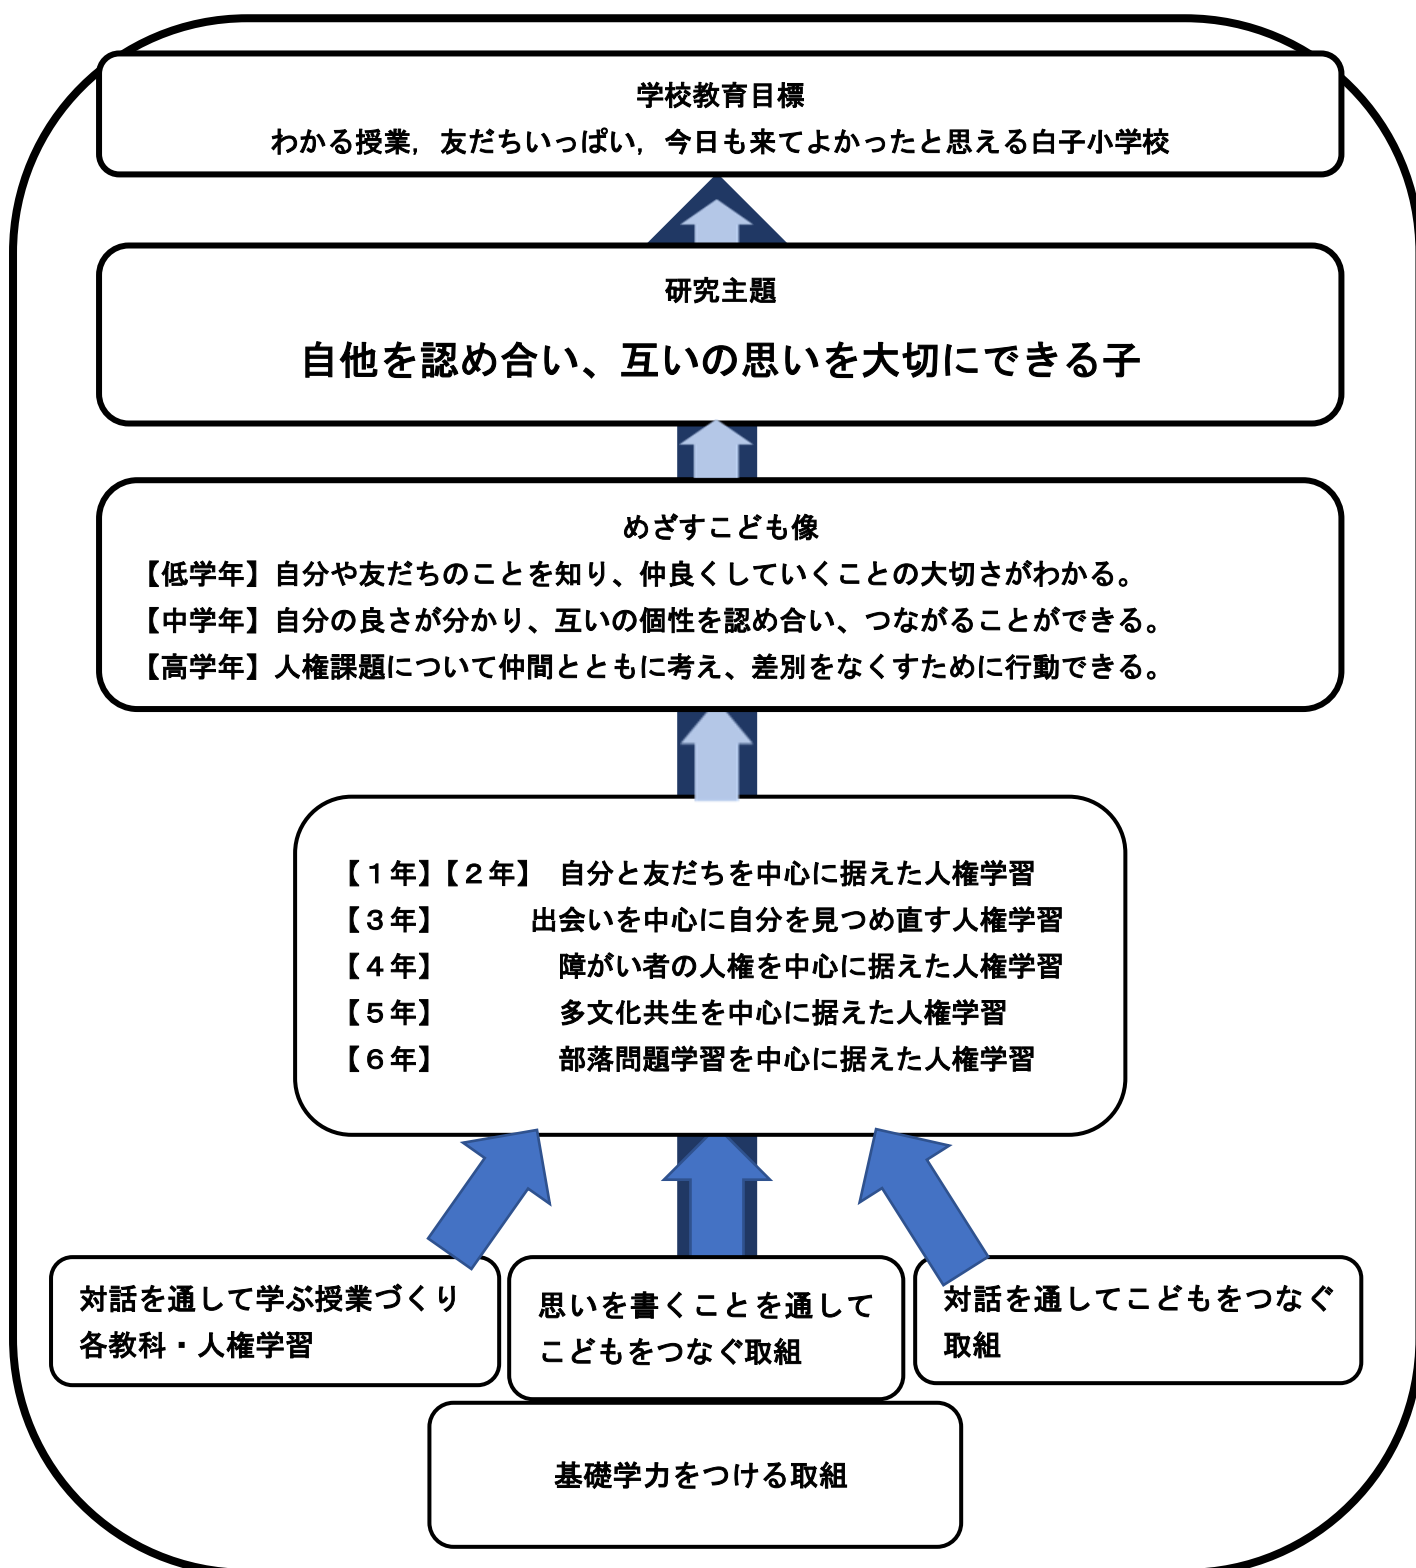 学校教育目標
わかる授業，友だちいっぱい，今日も来てよかったと思える白子小学校
研究主題
自他を認め合い、互いの思いを大切にできる子
めざすこども像
【低学年】自分や友だちのことを知り、仲良くしていくことの大切さがわかる。
【中学年】自分の良さが分かり、互いの個性を認め合い、つながることができる。
【高学年】人権課題について仲間とともに考え、差別をなくすために行動できる。
【１年】【２年】　自分と友だちを中心に据えた人権学習
【３年】　　　出会いを中心に自分を見つめ直す人権学習
【４年】　　　　障がい者の人権を中心に据えた人権学習
【５年】　　　　多文化共生を中心に据えた人権学習
【６年】　　　　部落問題学習を中心に据えた人権学習
対話を通して学ぶ授業づくり
各教科・人権学習
思いを書くことを通して
こどもをつなぐ取組
対話を通してこどもをつなぐ
取組
基礎学力をつける取組